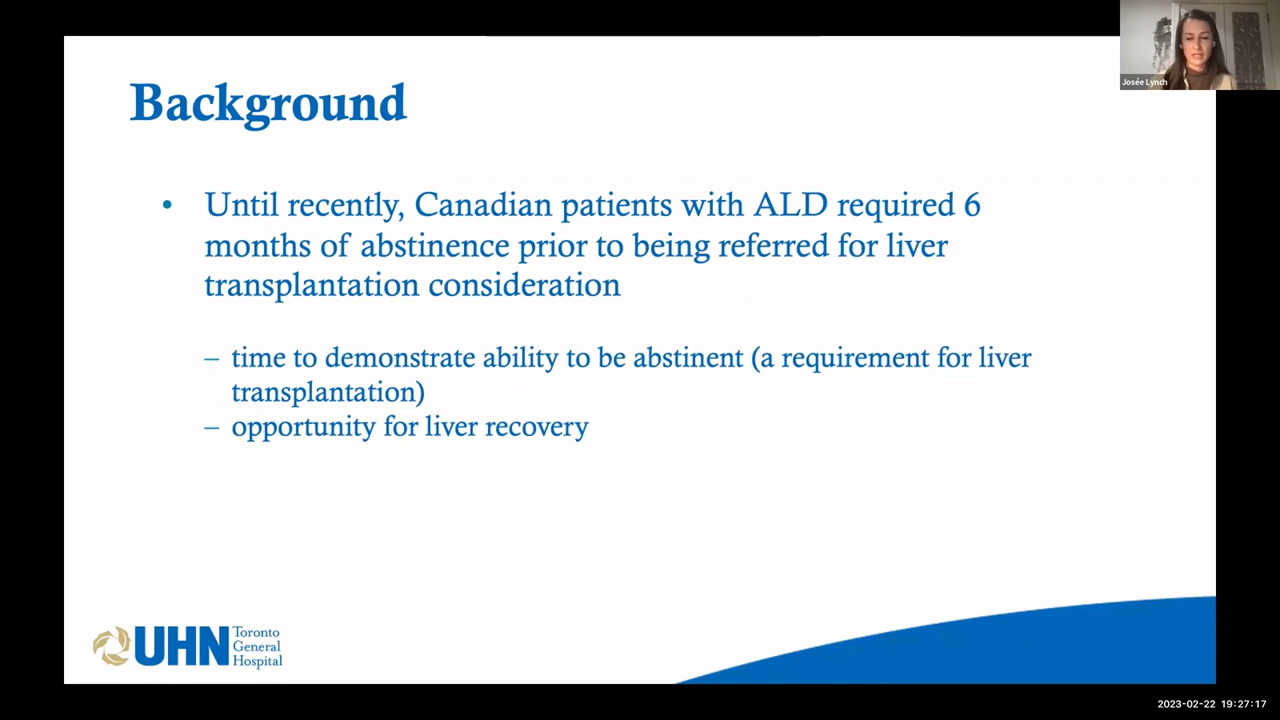 Josée Lynch
Background
• Until recently, Canadian patients with ALD required 6
months of abstinence prior to being referred for liver
transplantation consideration
– time to demonstrate ability to be abstinent (a requirement for liver
transplantation)
– opportunity for liver recovery
UHN Toronto
General
Hospital
2023-02-22 19:27:17